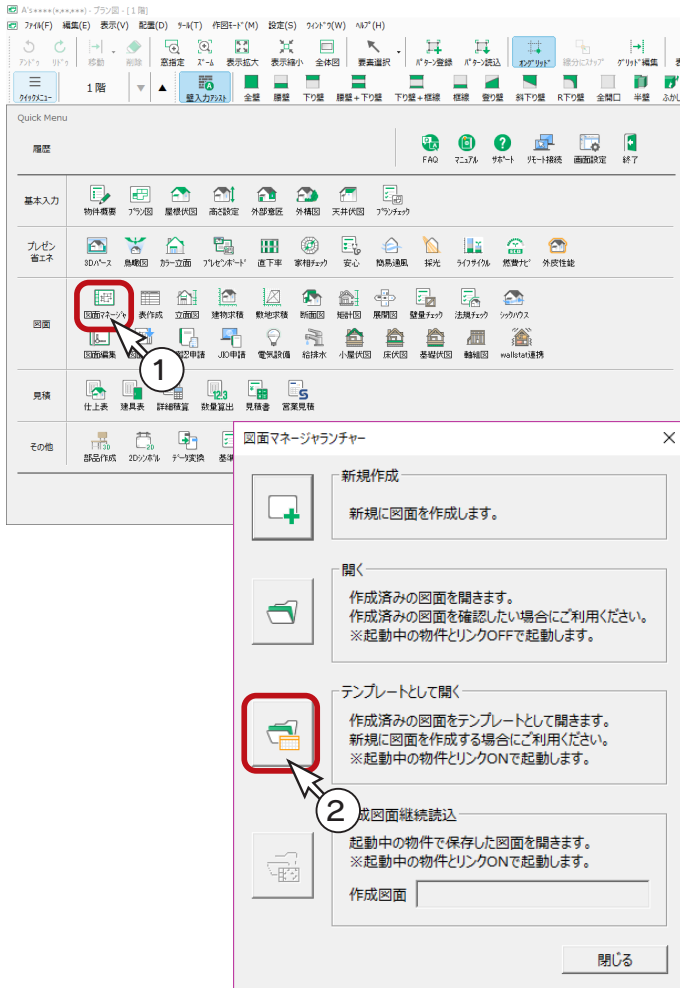 A's****(*,**,***) - プラン図 - [1 階]
ファイル(F) 編集(E) 表示(V) 配置(D) ツール(T) 作図モード(M) 設定(S) ウィンドウ(W) ヘルプ(H)
アンドゥ リドゥ 移動 削除 窓指定 ズーム 表示拡大 表示縮小 全体図 要素選択 パターン登録 パターン読込 オングリッド 線分にスナップ グリッド編集
クイックメニュー 1 階 ▼ ▲ 壁入力アシスト 全壁 腰壁 下り壁 腰壁+下り壁 下り壁+框線 框線 登り壁 斜下り壁 R下り壁 全開口 半壁 ふかし
Quick Menu
履歴
FAQ マニュアル サポート リモート接続 画面設定 終了
基本入力
物件概要 プラン図 屋根伏図 高さ設定 外部意匠 外構図 天井伏図 プランチェック
プレゼン
省エネ
3Dパース 鳥瞰図 カラー立面 プレゼンボード 直下率 家相チェック 安心 簡易通風 採光 ライフサイクル 燃費ナビ 外皮性能
図面
図面マネージャ 表作成 立面図 建物求積 敷地求積 断面図 矩計図 展開図 壁量チェック 法規チェック シックハウス
図面編集 確認申請 JIO申請 電気設備 給排水 小屋伏図 床伏図 基礎伏図 軸組図 wallstat連携
1
見積
仕上表 建具表 詳細積算 数量算出 見積書 営業見積
その他
部品作成 2Dシンボル データ変換
図面マネージャランチャー ×
新規作成
新規に図面を作成します。
開く
作成済みの図面を開きます。
作成済みの図面を確認したい場合にご利用ください。
※起動中の物件とリンクOFFで起動します。
テンプレートとして開く
作成済みの図面をテンプレートとして開きます。
新規に図面を作成する場合にご利用ください。
※起動中の物件とリンクONで起動します。
2
成図面継続読込
起動中の物件で保存した図面を開きます。
※起動中の物件とリンクONで起動します。
作成図面
閉じる